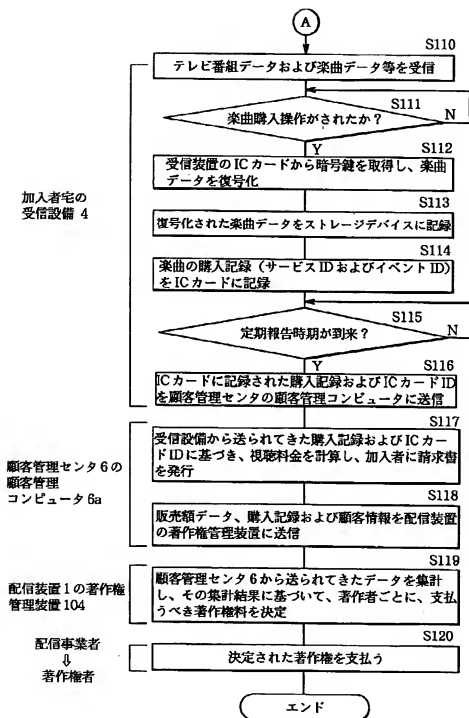 A
S110
テレビ番組データおよび楽曲データ等を受信
S111
楽曲購入操作がされたか？
N
Y
S112
受信装置のICカードから暗号鍵を取得し、楽曲
データを復号化
S113
復号化された楽曲データをストレージデバイスに記録
S114
楽曲の購入記録（サービスIDおよびイベントID）
をICカードに記録
S115
定期報告時期が到来？
N
Y
S116
ICカードに記録された購入記録およびICカードID
を顧客管理センタの顧客管理コンピュータに送信
加入者宅の
受信設備 4
S117
受信設備から送られてきた購入記録およびICカー
ドIDに基づき、視聴料金を計算し、加入者に請求書
を発行
S118
販売額データ、購入記録および顧客情報を配信装置
の著作権管理装置に送信
顧客管理センタ6の
顧客管理
コンピュータ6a
S119
顧客管理センタ6から送られてきたデータを集計
し、その集計結果に基づいて、著作者ごとに、支払
うべき著作権料を決定
配信装置1の著作権
管理装置104
S120
決定された著作権を支払う
配信事業者
⇓
著作権者
エンド